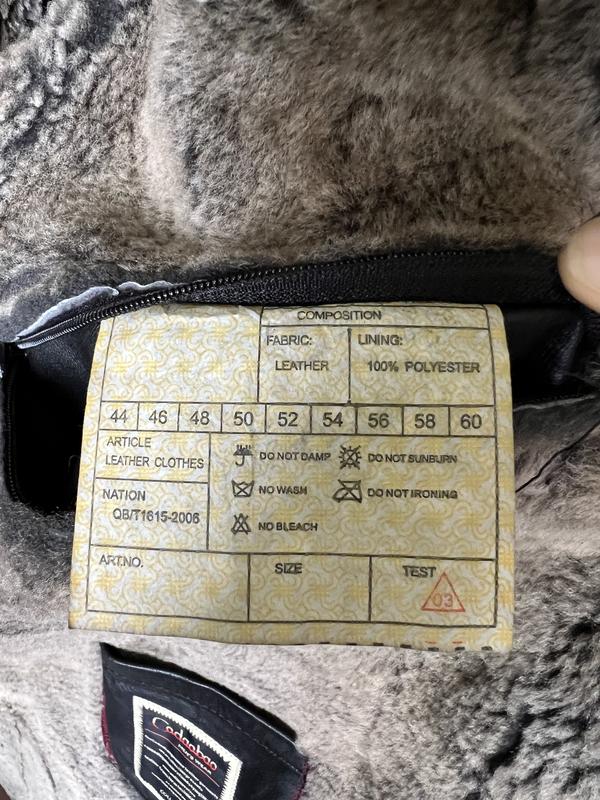 COMPOSITION
FABRIC:
LEATHER
LINING:
100% POLYESTER
44 46 48 50 52 54 56 58 60
ARTICLE
LEATHER CLOTHES
NATION
QB/T1615-2006
DO NOT DAMP
DO NOT SUNBURN
NO WASH
DO NOT IRONING
NO BLEACH
ART.NO.
SIZE
TEST
03